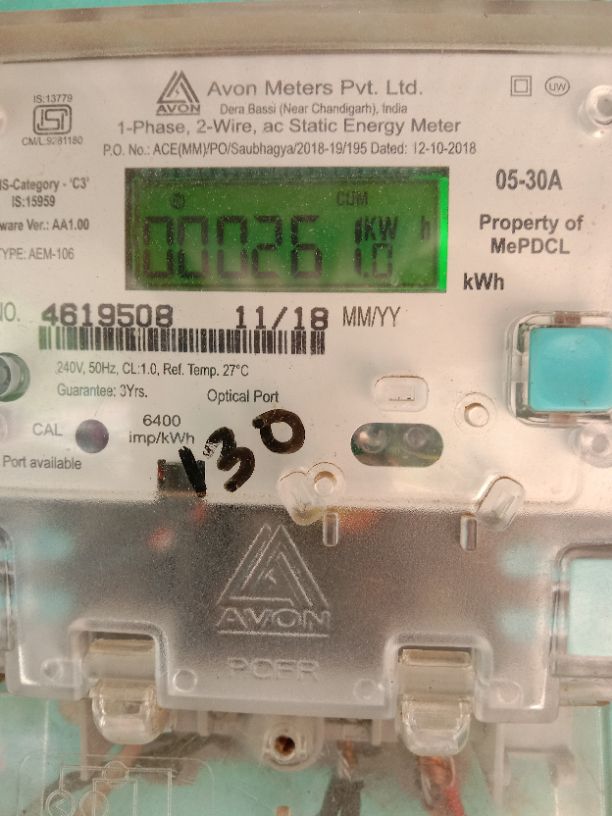 Avon Meters Pvt. Ltd.
AVON
Dera Bassi (Near Chandigarh), India
IS:13779
ISI
CM/L:9281180
UW
1-Phase, 2-Wire, ac Static Energy Meter
P.O. No.: ACE(MM)/PO/Saubhagya/2018-19/195 Dated: 12-10-2018
IS-Category - 'C3'
IS:15959
ware Ver.: AA1.00
TYPE: AEM-106
CUM
000261.0
KW h
05-30A
Property of
MePDCL
kWh
NO. 4619508 11/18 MM/YY
240V, 50Hz, CL:1.0, Ref. Temp. 27°C
Guarantee: 3Yrs.
Optical Port
CAL
6400
imp/kWh
Port available
130
AVON